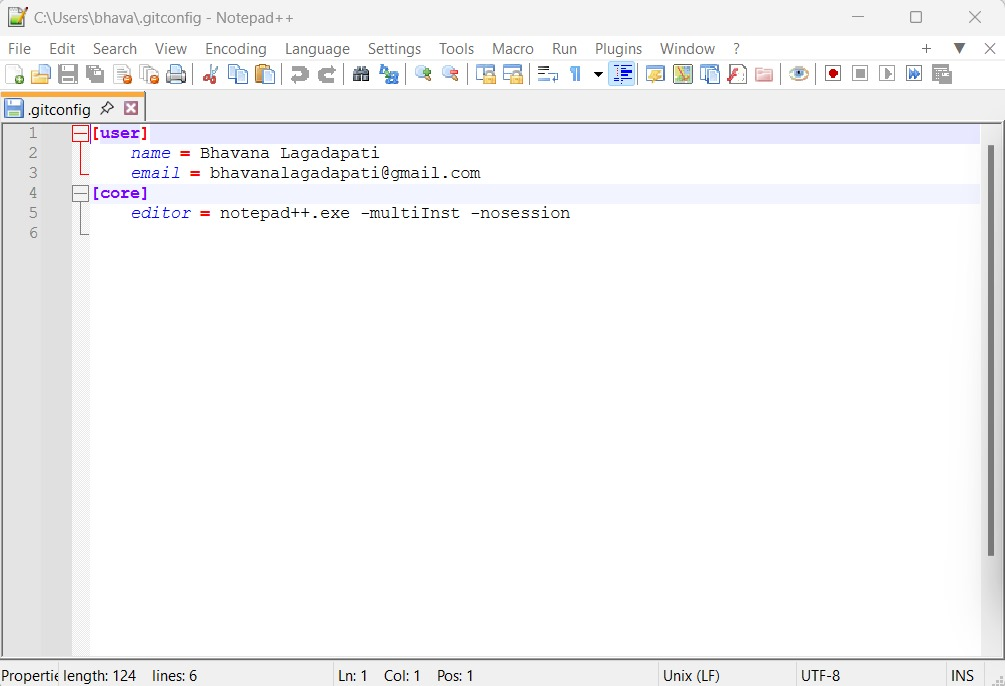 C:\Users\bhava\.gitconfig - Notepad++
File Edit Search View Encoding Language Settings Tools Macro Run Plugins Window ?
.gitconfig
1 [user]
2 name = Bhavana Lagadapati
3 email = bhavanalagadapati@gmail.com
4 [core]
5 editor = notepad++.exe -multiInst -nosession
6
Propertie length: 124 lines: 6 Ln: 1 Col: 1 Pos: 1 Unix (LF) UTF-8 INS